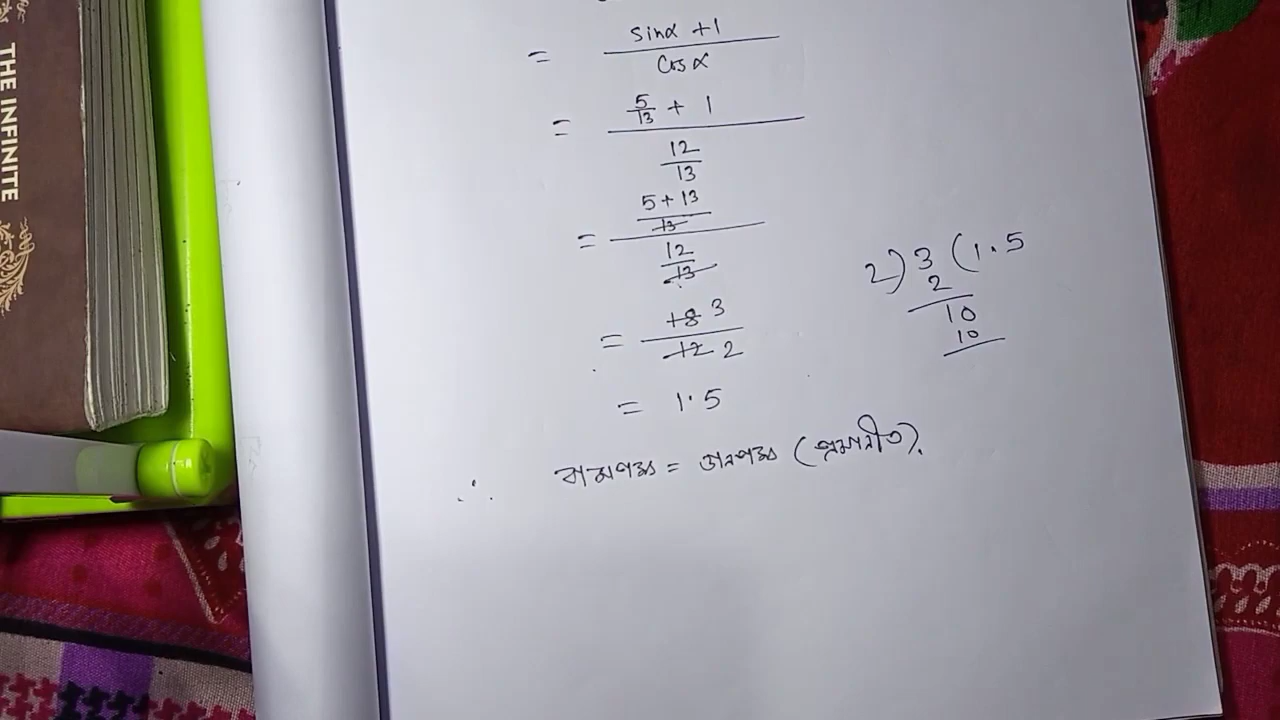 THE INFINITE
= (sinα + 1) / cosα
= (5/13 + 1) / (12/13)
= ((5 + 13)/13) / (12/13)
= 18 3 / 12 2
= 1.5
∴ বামপক্ষ = ডানপক্ষ (প্রমাণীত).
2) 3 (1.5
2
10
10